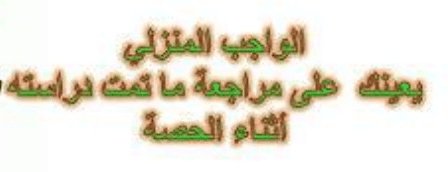 الواجب المنزلي
يعينك على مراجعة ما تمت دراسته
أثناء الحصة